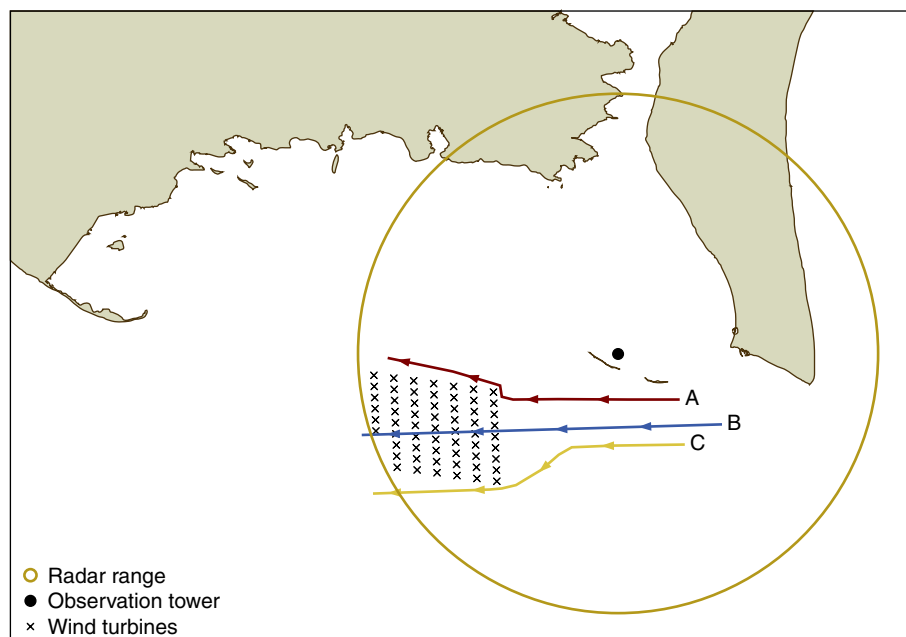 A
B
C
Radar range
Observation tower
Wind turbines